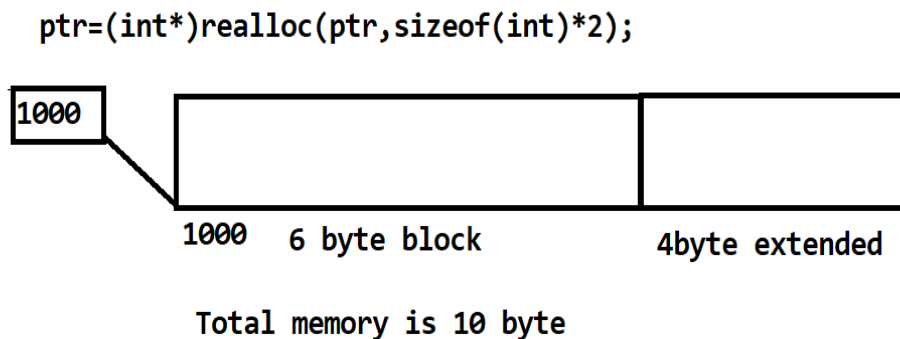 ptr=(int*)realloc(ptr,sizeof(int)*2);
1000
1000 6 byte block 4byte extended
Total memory is 10 byte